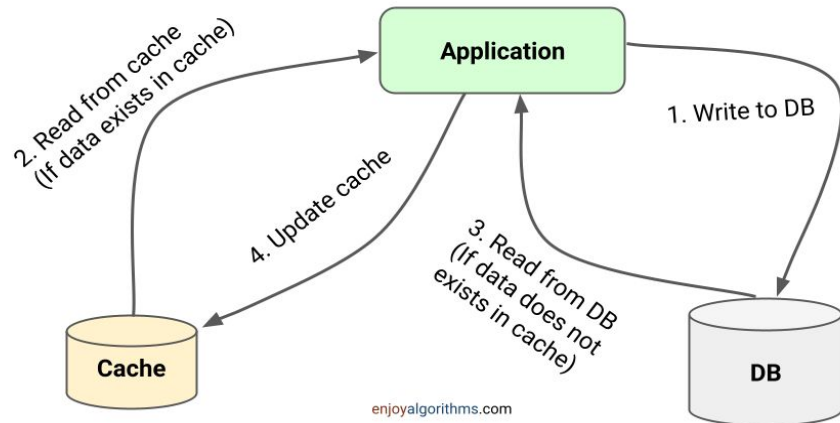 Application
1. Write to DB
2. Read from cache
(If data exists in cache)
4. Update cache
3. Read from DB
(If data does not
exists in cache)
Cache
DB
enjoyalgorithms.com